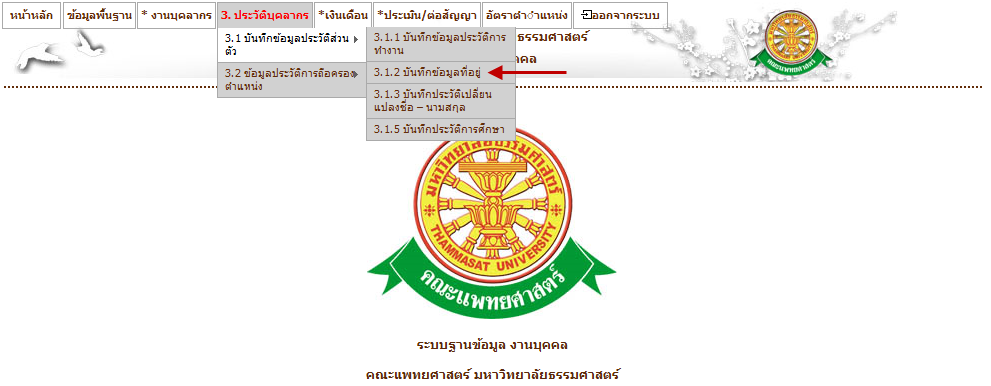 หน้าหลัก ข้อมูลพื้นฐาน * งานบุคลากร 3. ประวัติบุคลากร *เงินเดือน *ประเมิน/ต่อสัญญา อัตราตำแหน่ง ออกจากระบบ
3.1 บันทึกข้อมูลประวัติส่วน
ตัว
3.2 ข้อมูลประวัติการถือครอง
ตำแหน่ง
3.1.1 บันทึกข้อมูลประวัติการ
ทำงาน
3.1.2 บันทึกข้อมูลที่อยู่
3.1.3 บันทึกประวัติเปลี่ยน
แปลงชื่อ – นามสกุล
3.1.5 บันทึกประวัติการศึกษา
ธรรมศาสตร์
คคล
คณะแพทยศาสตร์
มหาวิทยาลัยธรรมศาสตร์
THAMMASAT UNIVERSITY
คณะแพทยศาสตร์
ระบบฐานข้อมูล งานบุคคล
คณะแพทยศาสตร์ มหาวิทยาลัยธรรมศาสตร์